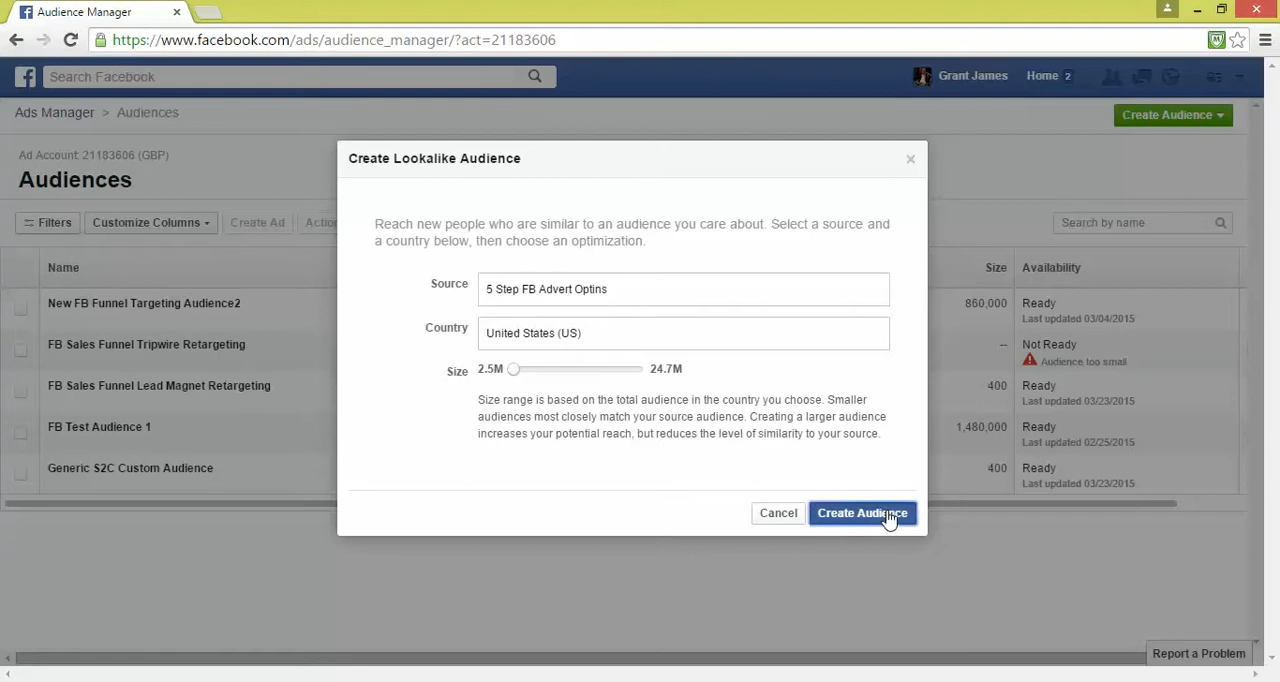 Audience Manager
https://www.facebook.com/ads/audience_manager/?act=21183606
Search Facebook
Grant James
Home 2
Ads Manager > Audiences
Create Audience
Ad Account: 21183606 (GBP)
Audiences
Filters
Customize Columns
Create Ad
Search by name
Name
Size
Availability
New FB Funnel Targeting Audience2
860,000
Ready
Last updated 03/04/2015
FB Sales Funnel Tripwire Retargeting
--
Not Ready
Audience too small
FB Sales Funnel Lead Magnet Retargeting
400
Ready
Last updated 03/23/2015
FB Test Audience 1
1,480,000
Ready
Last updated 02/25/2015
Generic S2C Custom Audience
400
Ready
Last updated 03/23/2015
Create Lookalike Audience
Reach new people who are similar to an audience you care about. Select a source and
a country below, then choose an optimization.
Source
5 Step FB Advert Optins
Country
United States (US)
Size
2.5M
24.7M
Size range is based on the total audience in the country you choose. Smaller
audiences most closely match your source audience. Creating a larger audience
increases your potential reach, but reduces the level of similarity to your source.
Cancel
Create Audience
Report a Problem